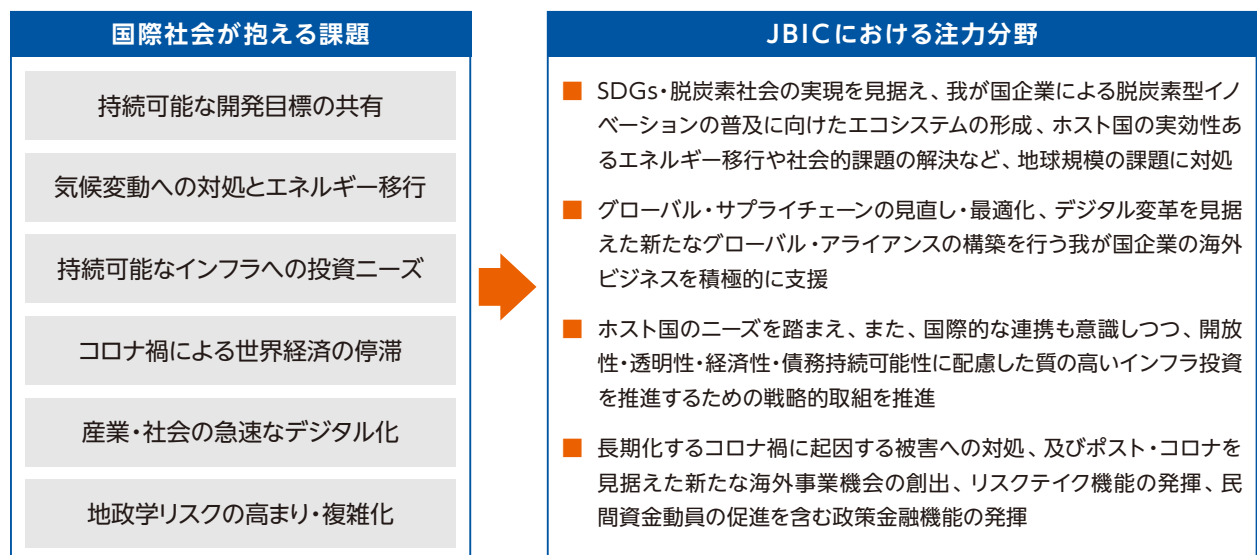 国際社会が抱える課題
持続可能な開発目標の共有
気候変動への対処とエネルギー移行
持続可能なインフラへの投資ニーズ
コロナ禍による世界経済の停滞
産業・社会の急速なデジタル化
地政学リスクの高まり・複雑化
JBICにおける注力分野
■ SDGs・脱炭素社会の実現を見据え、我が国企業による脱炭素型イノ
ベーションの普及に向けたエコシステムの形成、ホスト国の実効性あ
るエネルギー移行や社会的課題の解決など、地球規模の課題に対処
■ グローバル・サプライチェーンの見直し・最適化、デジタル変革を見据
えた新たなグローバル・アライアンスの構築を行う我が国企業の海外
ビジネスを積極的に支援
■ ホスト国のニーズを踏まえ、また、国際的な連携も意識しつつ、開放
性・透明性・経済性・債務持続可能性に配慮した質の高いインフラ投資
を推進するための戦略的取組を推進
■ 長期化するコロナ禍に起因する被害への対処、及びポスト・コロナを
見据えた新たな海外事業機会の創出、リスクテイク機能の発揮、民
間資金動員の促進を含む政策金融機能の発揮